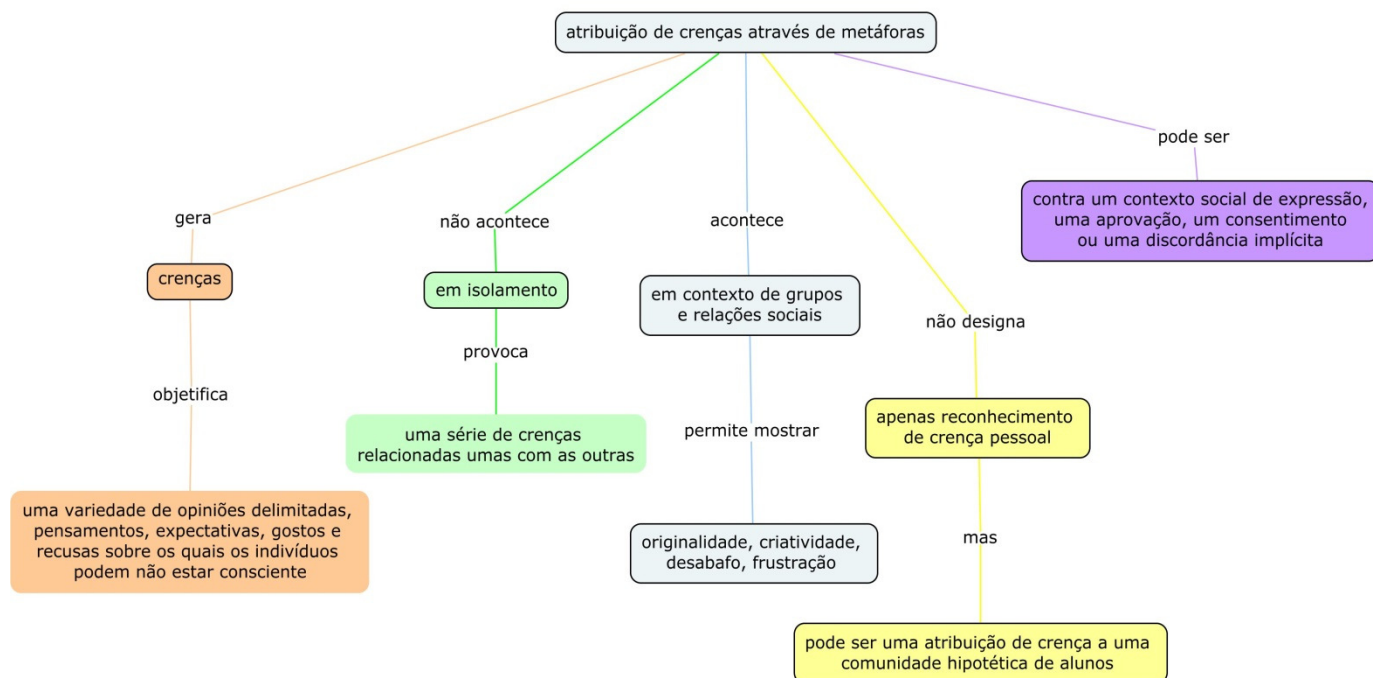 atribuição de crenças através de metáforas
gera
crenças
objetifica
uma variedade de opiniões delimitadas,
pensamentos, expectativas, gostos e
recusas sobre os quais os indivíduos
podem não estar consciente
não acontece
em isolamento
provoca
uma série de crenças
relacionadas umas com as outras
acontece
em contexto de grupos
e relações sociais
permite mostrar
originalidade, criatividade,
desabafo, frustração
não designa
apenas reconhecimento
de crença pessoal
mas
pode ser uma atribuição de crença a uma
comunidade hipotética de alunos
pode ser
contra um contexto social de expressão,
uma aprovação, um consentimento
ou uma discordância implícita